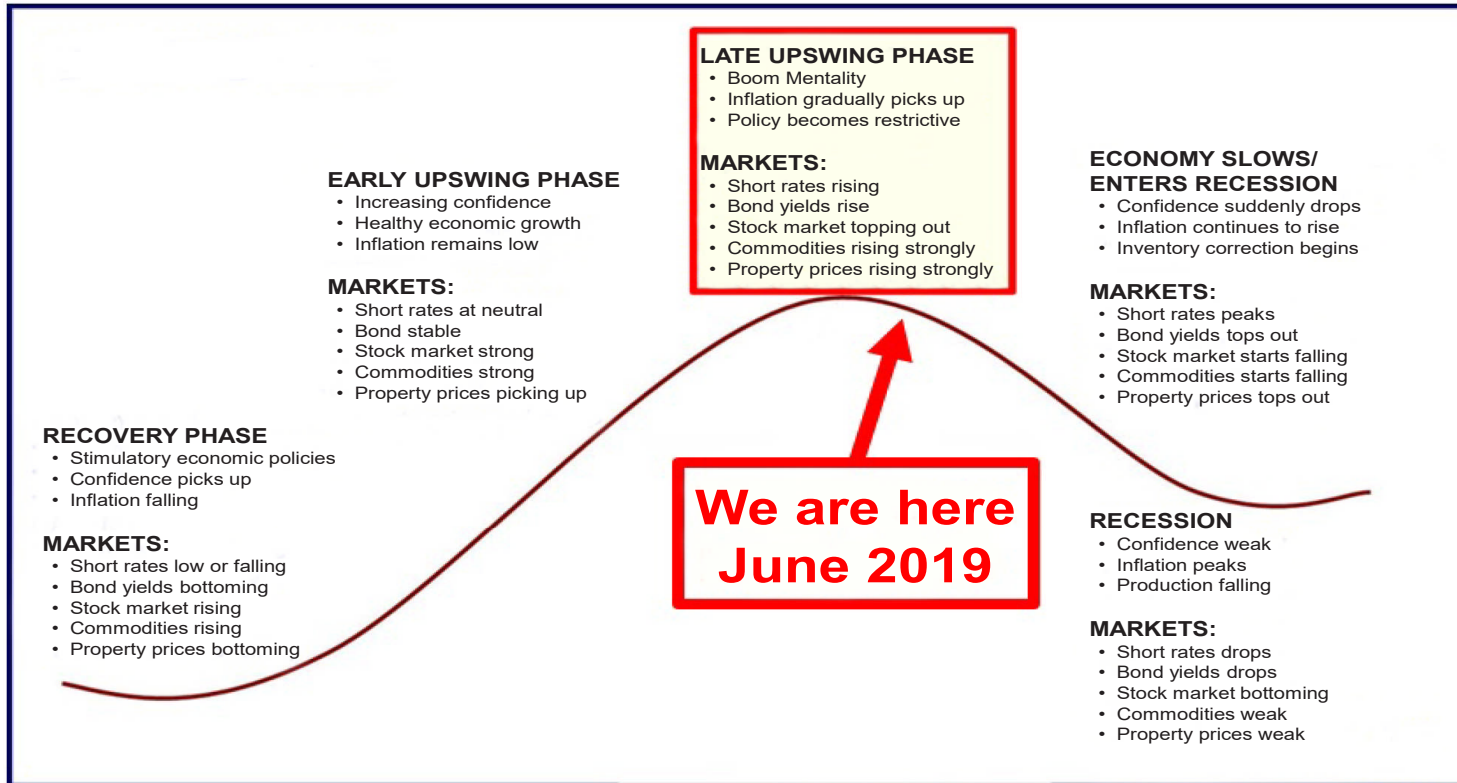 RECOVERY PHASE
• Stimulatory economic policies
• Confidence picks up
• Inflation falling
MARKETS:
• Short rates low or falling
• Bond yields bottoming
• Stock market rising
• Commodities rising
• Property prices bottoming
EARLY UPSWING PHASE
• Increasing confidence
• Healthy economic growth
• Inflation remains low
MARKETS:
• Short rates at neutral
• Bond stable
• Stock market strong
• Commodities strong
• Property prices picking up
LATE UPSWING PHASE
• Boom Mentality
• Inflation gradually picks up
• Policy becomes restrictive
MARKETS:
• Short rates rising
• Bond yields rise
• Stock market topping out
• Commodities rising strongly
• Property prices rising strongly
We are here
June 2019
ECONOMY SLOWS/
ENTERS RECESSION
• Confidence suddenly drops
• Inflation continues to rise
• Inventory correction begins
MARKETS:
• Short rates peaks
• Bond yields tops out
• Stock market starts falling
• Commodities starts falling
• Property prices tops out
RECESSION
• Confidence weak
• Inflation peaks
• Production falling
MARKETS:
• Short rates drops
• Bond yields drops
• Stock market bottoming
• Commodities weak
• Property prices weak